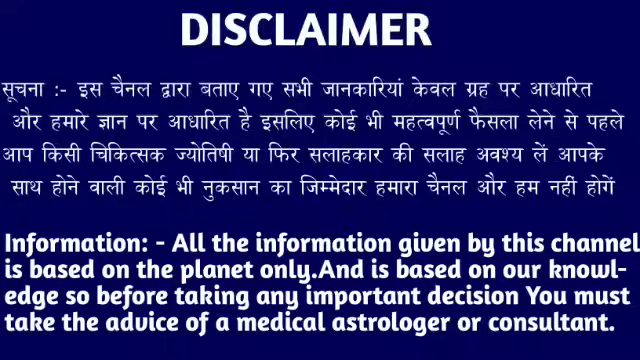 DISCLAIMER
सूचना :- इस चैनल द्वारा बताए गए सभी जानकारियां केवल ग्रह पर आधारित
और हमारे ज्ञान पर आधारित है इसलिए कोई भी महत्वपूर्ण फैसला लेने से पहले
आप किसी चिकित्सक ज्योतिषी या फिर सलाहकार की सलाह अवश्य लें आपके
साथ होने वाली कोई भी नुकसान का जिम्मेदार हमारा चैनल और हम नहीं होगें
Information: - All the information given by this channel
is based on the planet only.And is based on our knowl-
edge so before taking any important decision You must
take the advice of a medical astrologer or consultant.